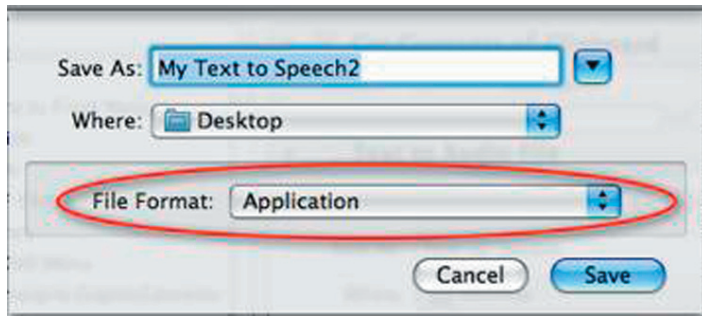 Save As: My Text to Speech2
Where: Desktop
File Format: Application
Cancel Save